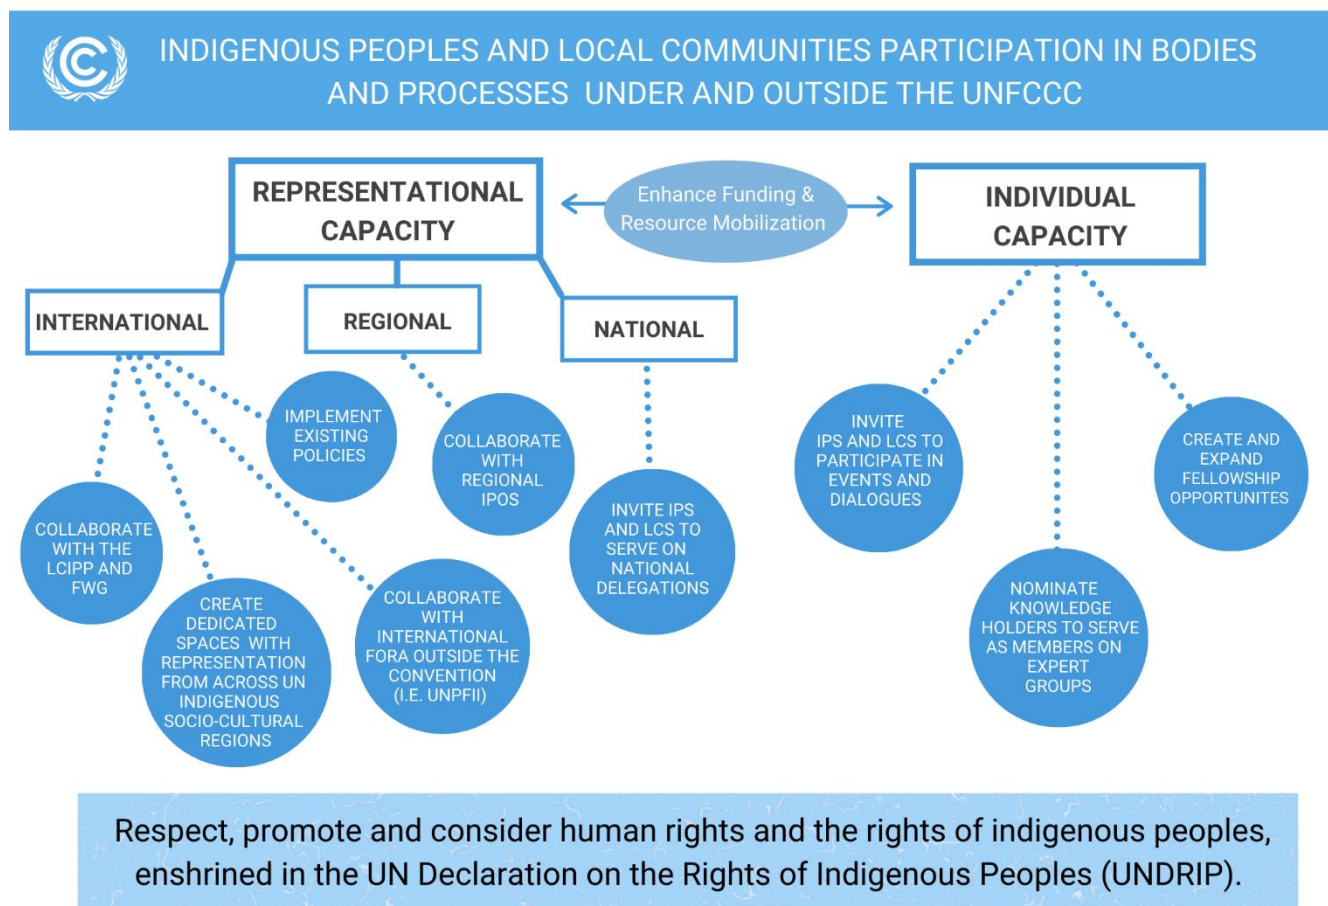 INDIGENOUS PEOPLES AND LOCAL COMMUNITIES PARTICIPATION IN BODIES
AND PROCESSES UNDER AND OUTSIDE THE UNFCCC
REPRESENTATIONAL
CAPACITY
Enhance Funding &
Resource Mobilization
INDIVIDUAL
CAPACITY
INTERNATIONAL
REGIONAL
NATIONAL
IMPLEMENT
EXISTING
POLICIES
COLLABORATE
WITH REGIONAL
IPOS
COLLABORATE
WITH THE
LCIPP AND
FWG
CREATE
DEDICATED
SPACES WITH
REPRESENTATION
FROM ACROSS UN
INDIGENOUS
SOCIO-CULTURAL
REGIONS
COLLABORATE
WITH
INTERNATIONAL
FORA OUTSIDE THE
CONVENTION
(I.E. UNPFII)
INVITE IPS
AND LCS TO
SERVE ON
NATIONAL
DELEGATIONS
INVITE
IPS AND LCS TO
PARTICIPATE IN
EVENTS AND
DIALOGUES
NOMINATE
KNOWLEDGE
HOLDERS TO SERVE
AS MEMBERS ON
EXPERT
GROUPS
CREATE AND
EXPAND
FELLOWSHIP
OPPORTUNITES
Respect, promote and consider human rights and the rights of indigenous peoples,
enshrined in the UN Declaration on the Rights of Indigenous Peoples (UNDRIP).